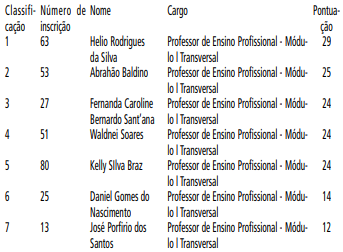 Classifi- Número de Nome Cargo Pontua-
cação inscrição ção
1 63 Helio Rodrigues Professor de Ensino Profissional - Módu- 29
da Silva lo I Transversal
2 53 Abrahão Baldino Professor de Ensino Profissional - Módu- 25
lo I Transversal
3 27 Fernanda Caroline Professor de Ensino Profissional - Módu- 24
Bernardo Sant'ana lo I Transversal
4 51 Waldnei Soares Professor de Ensino Profissional - Módu- 24
lo I Transversal
5 80 Kelly SIlva Braz Professor de Ensino Profissional - Módu- 24
lo I Transversal
6 25 Daniel Gomes do Professor de Ensino Profissional - Módu- 14
Nascimento lo I Transversal
7 13 José Porfirio dos Professor de Ensino Profissional - Módu- 12
Santos lo I Transversal